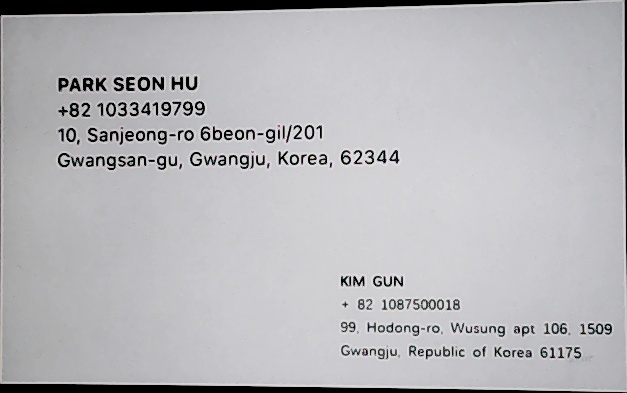 PARK SEON HU
+82 1033419799
10, Sanjeong-ro 6beon-gil/201
Gwangsan-gu, Gwangju, Korea, 62344
KIM GUN
+ 82 1087500018
99, Hodong-ro, Wusung apt 106, 1509
Gwangju, Republic of Korea 61175